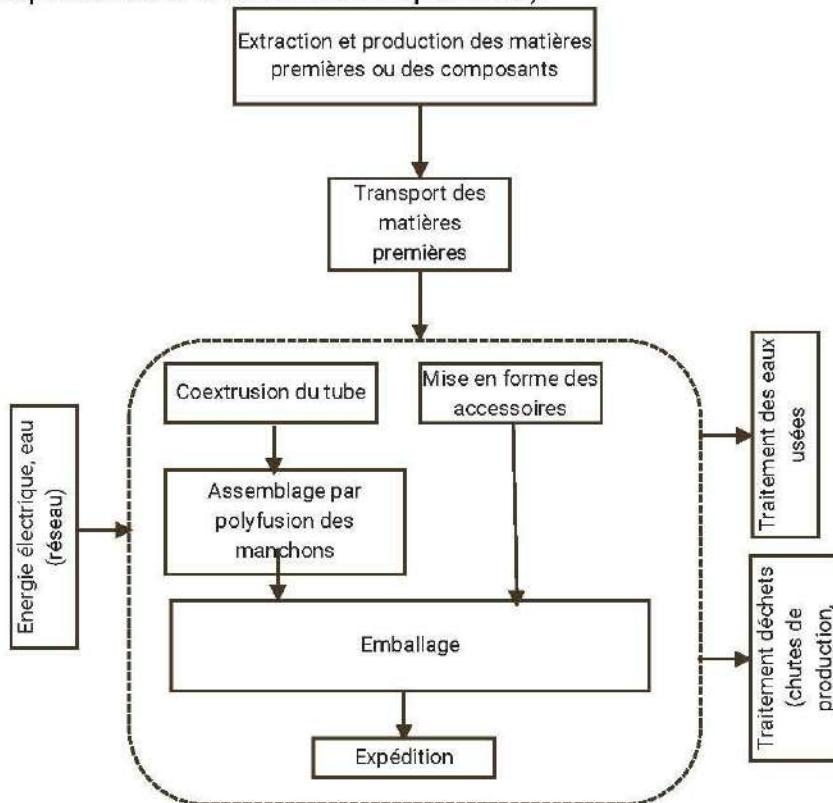 Extraction et production des matières
premières ou des composants
Transport des
matières
premières
Coextrusion du tube
Mise en forme des
accessoires
Energie électrique, eau
(réseau)
Assemblage par
polyfusion des
manchons
Emballage
Expédition
Traitement des eaux
usées
Traitement déchets
(chutes de
production,